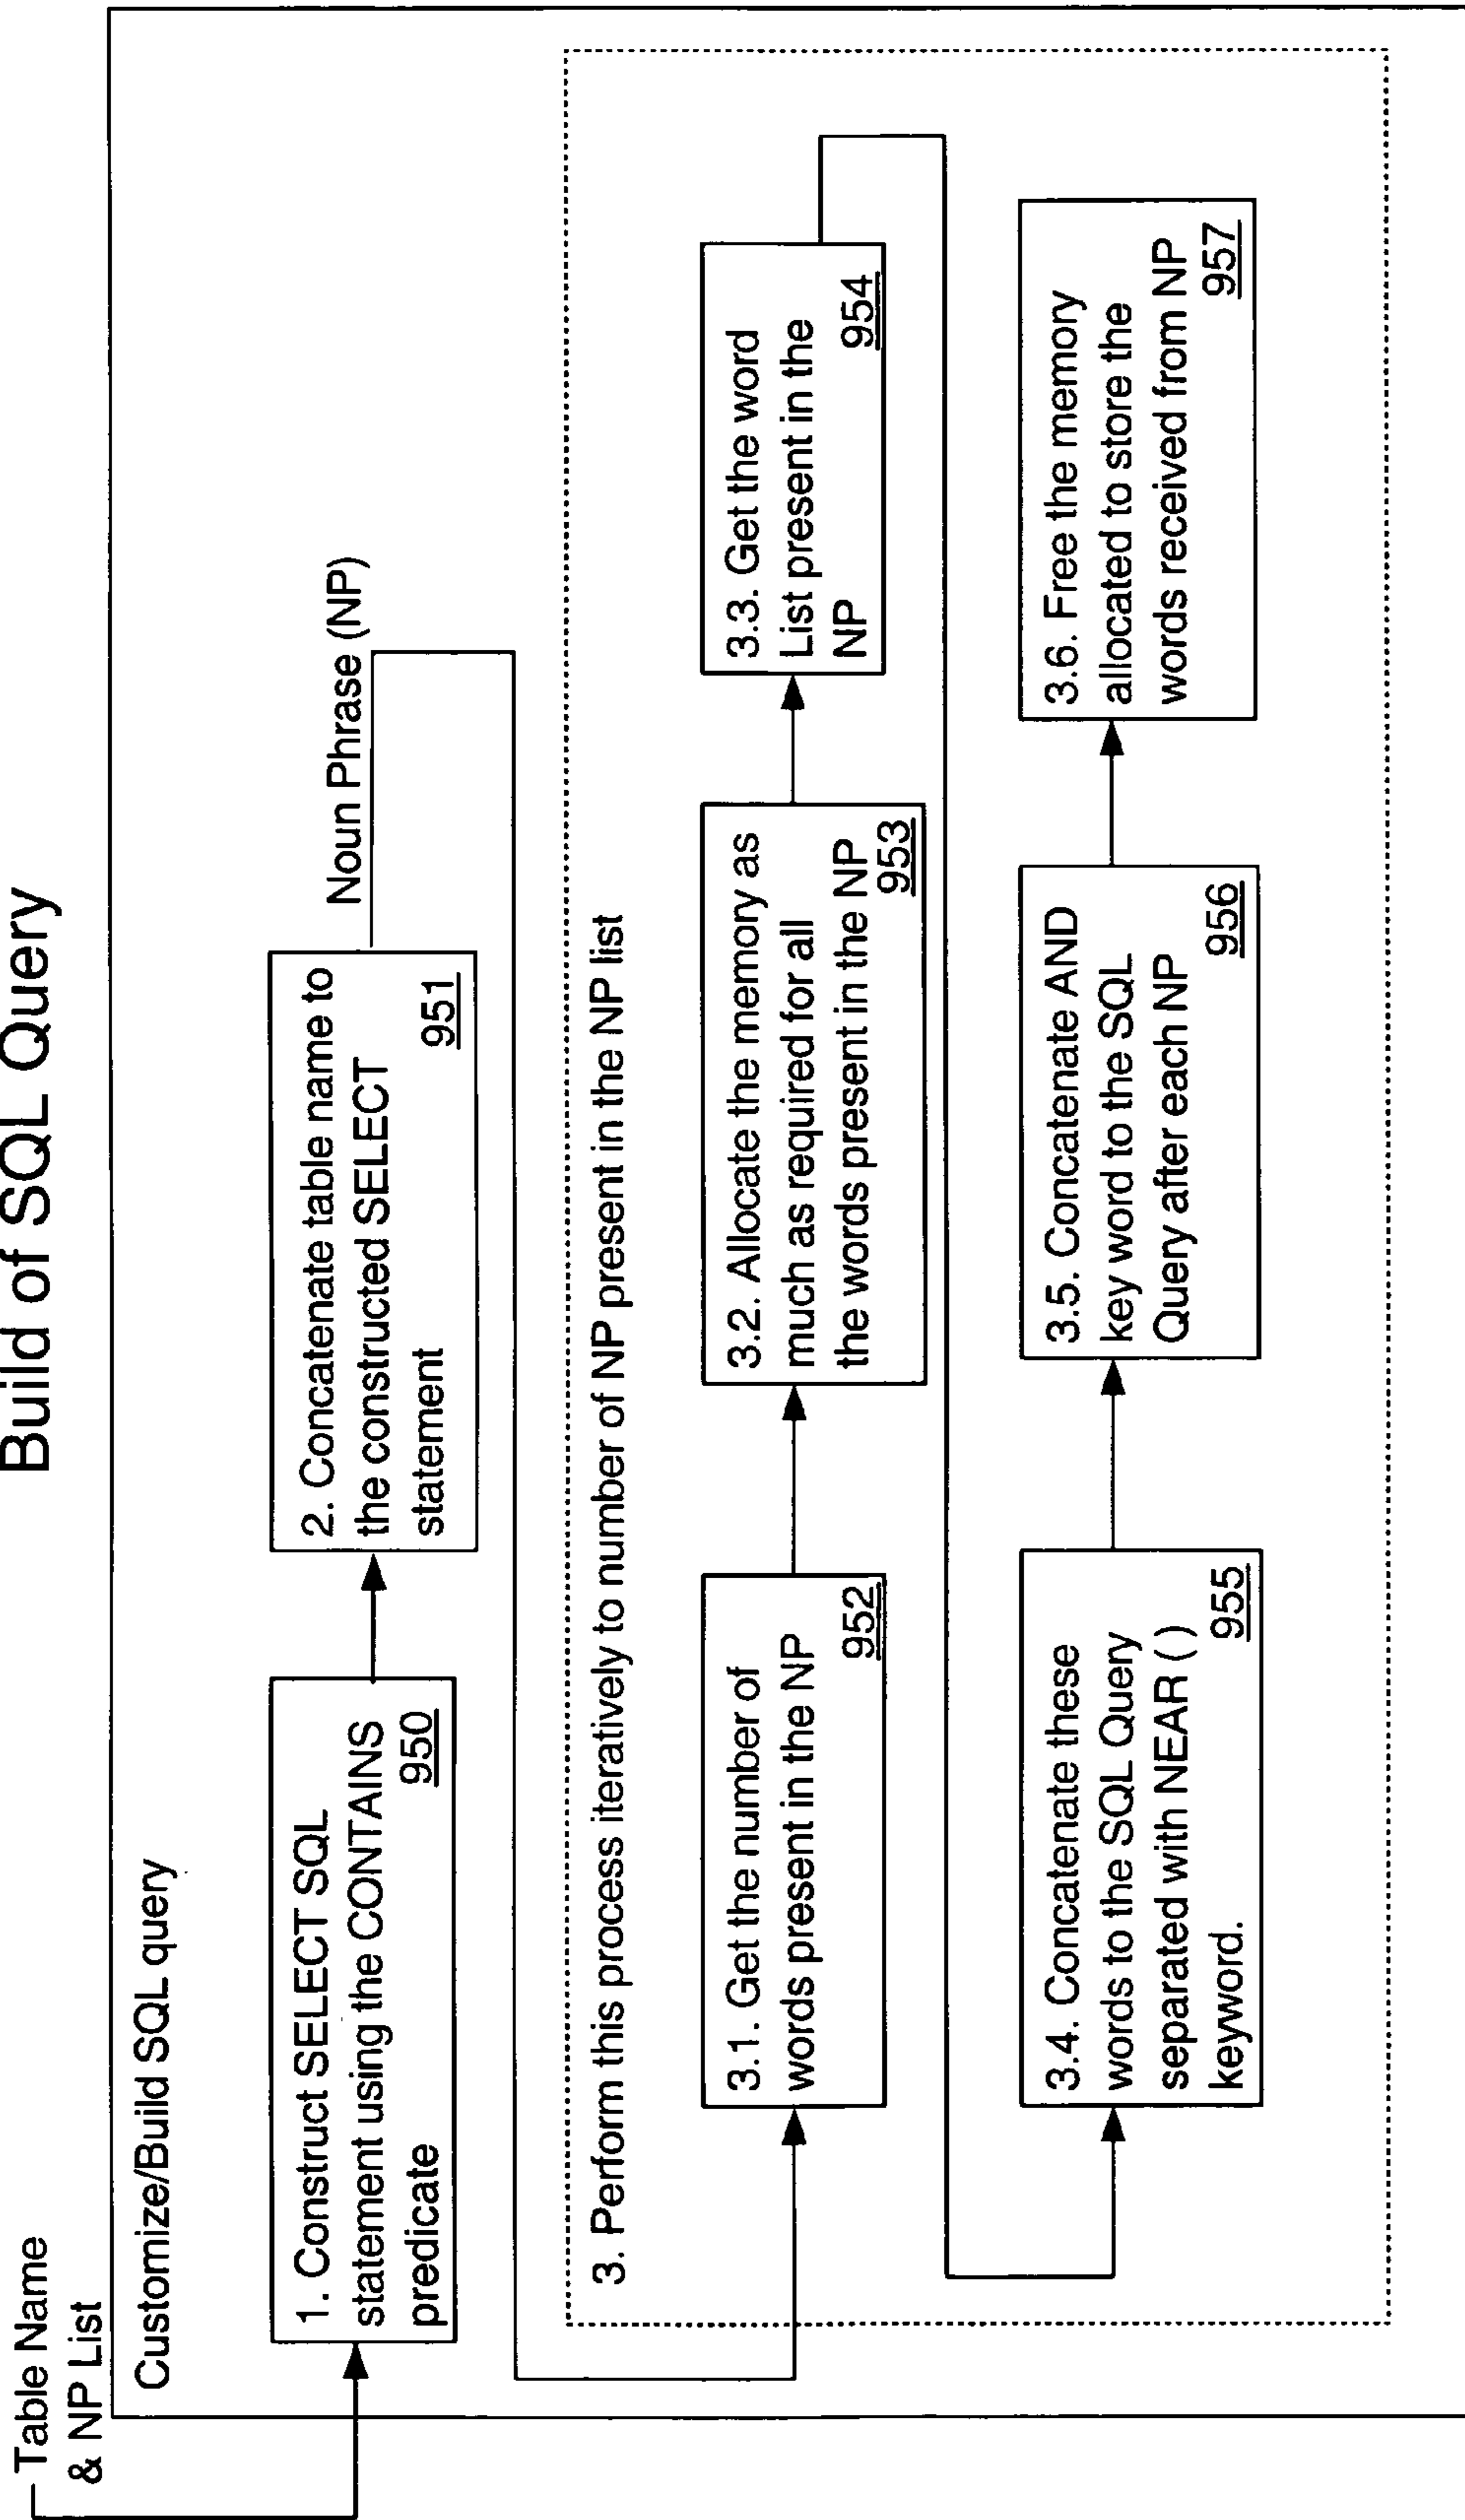 Build of SQL Query
Table Name
& NP List
Customize/Build SQL query
1. Construct SELECT SQL
statement using the CONTAINS
predicate
950
2. Concatenate table name to
the constructed SELECT
statement
951
Noun Phrase (NP)
3. Perform this process iteratively to number of NP present in the NP list
3.1. Get the number of
words present in the NP
952
3.2. Allocate the memory as
much as required for all
the words present in the NP
953
3.3. Get the word
List present in the
NP
954
3.4. Concatenate these
words to the SQL Query
separated with NEAR ()
keyword.
955
3.5. Concatenate AND
key word to the SQL
Query after each NP
956
3.6. Free the memory
allocated to store the
words received from NP
957